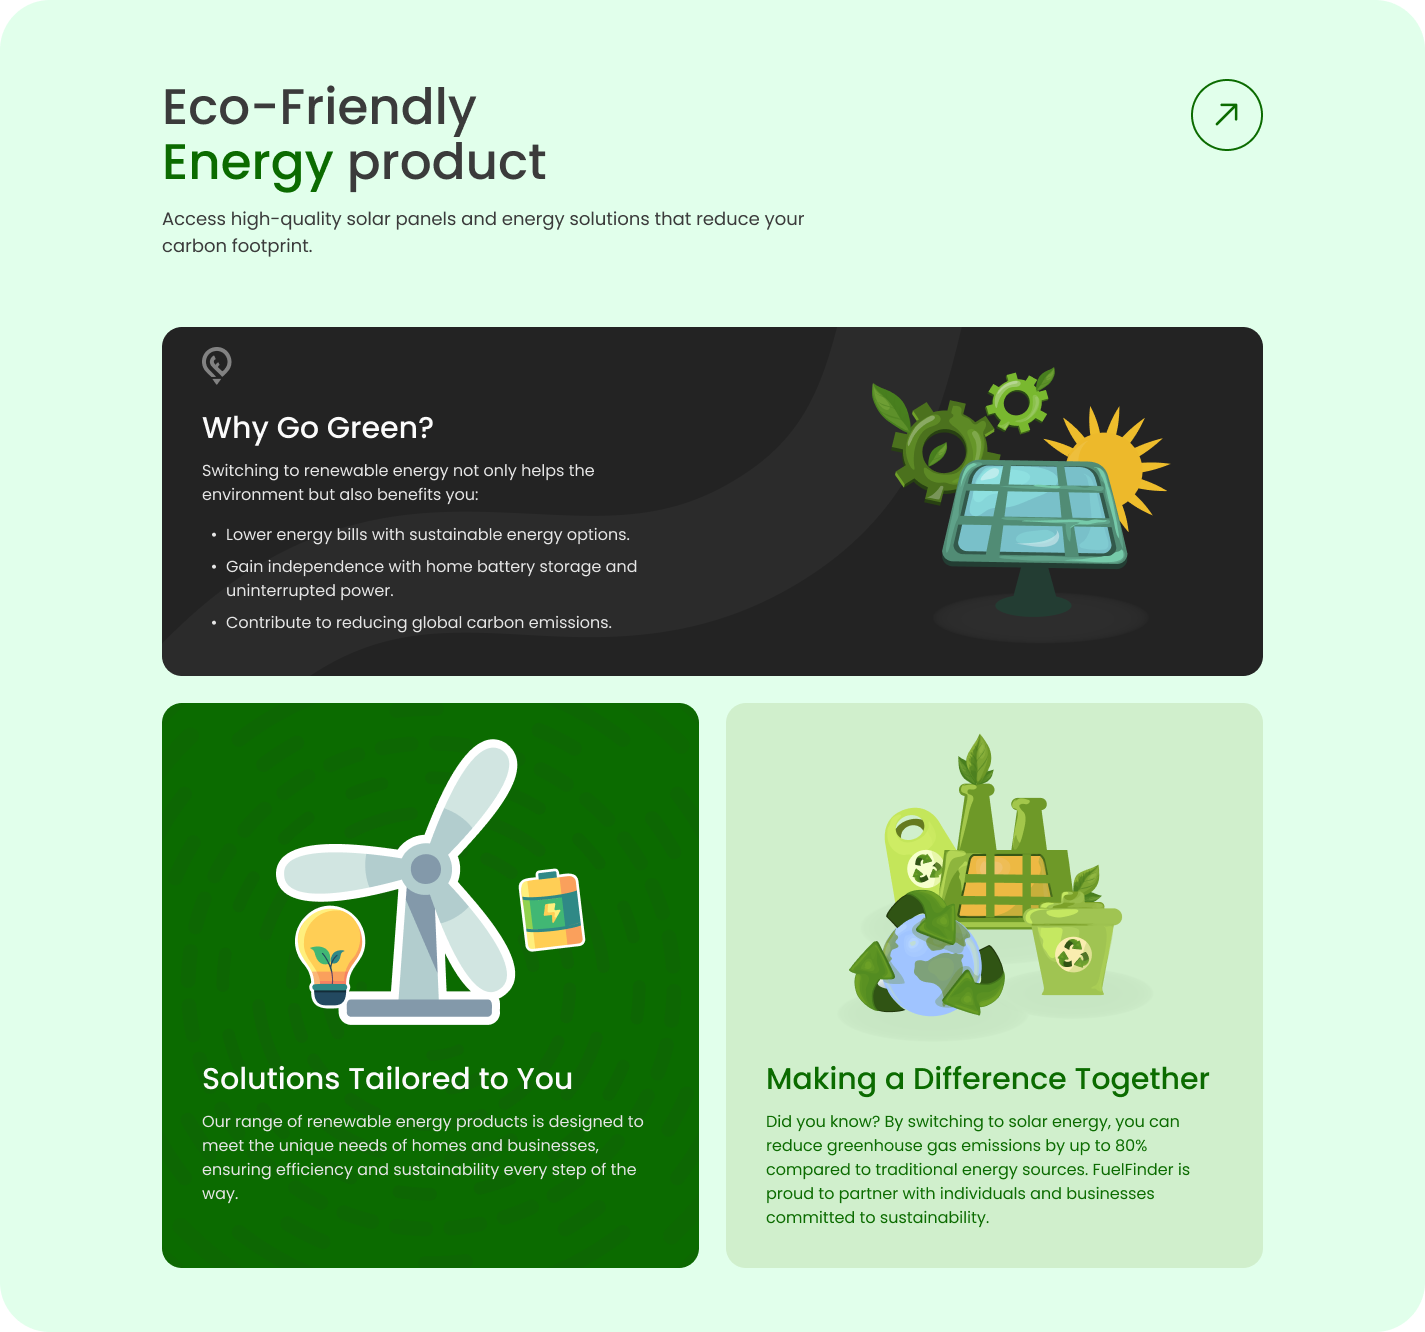 Eco-Friendly
Energy product
Access high-quality solar panels and energy solutions that reduce your
carbon footprint.
Why Go Green?
Switching to renewable energy not only helps the
environment but also benefits you:
• Lower energy bills with sustainable energy options.
• Gain independence with home battery storage and
uninterrupted power.
• Contribute to reducing global carbon emissions.
Solutions Tailored to You
Our range of renewable energy products is designed to
meet the unique needs of homes and businesses,
ensuring efficiency and sustainability every step of the
way.
Making a Difference Together
Did you know? By switching to solar energy, you can
reduce greenhouse gas emissions by up to 80%
compared to traditional energy sources. FuelFinder is
proud to partner with individuals and businesses
committed to sustainability.